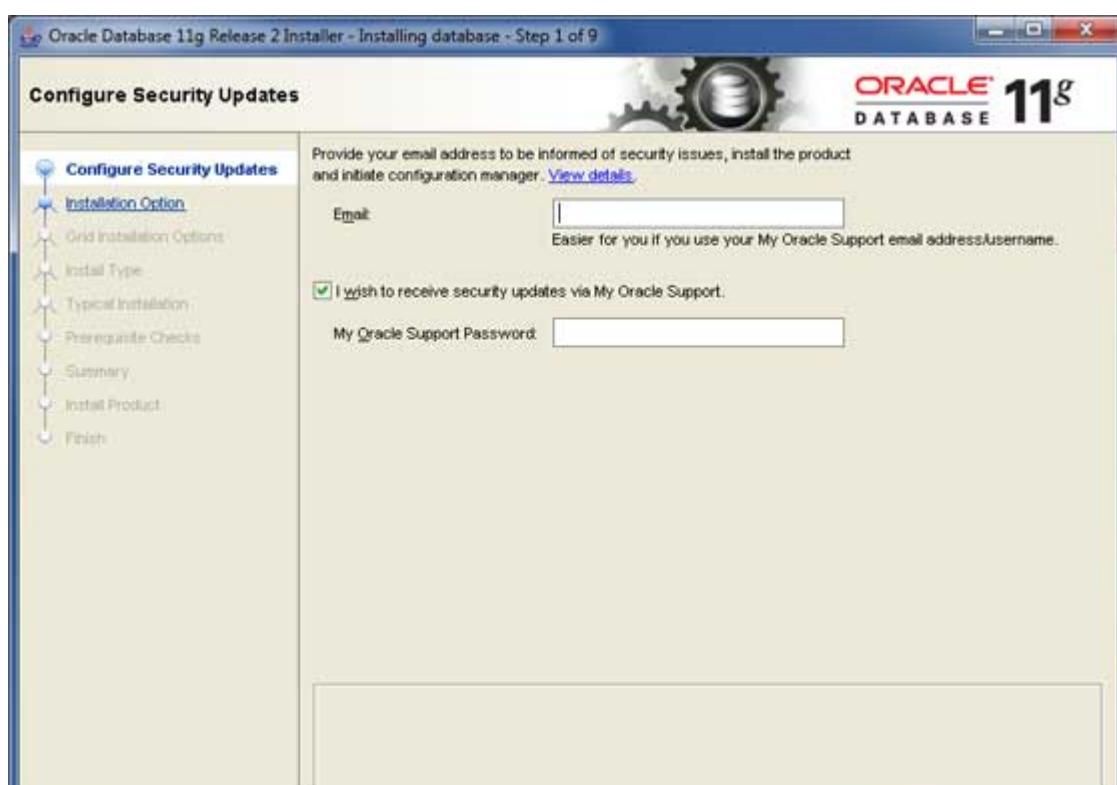 Oracle Database 11g Release 2 Installer - Installing database - Step 1 of 9
Configure Security Updates
ORACLE
DATABASE
11g
Configure Security Updates
Installation Option
Grid Installation Options
Install Type
Typical Installation
Prerequisite Checks
Summary
Install Product
Finish
Provide your email address to be informed of security issues, install the product
and initiate configuration manager. View details.
Email:
Easier for you if you use your My Oracle Support email address/username.
I wish to receive security updates via My Oracle Support.
My Oracle Support Password: